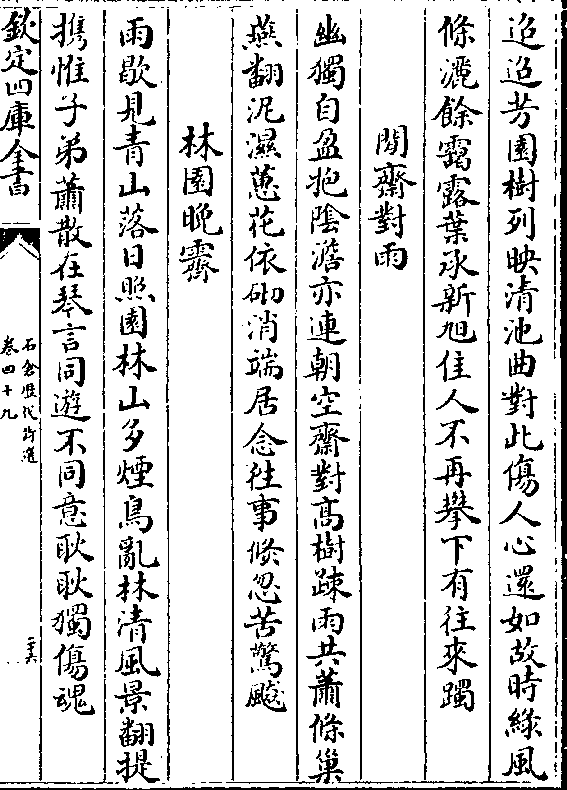 迢迢芳園樹列映清池曲對此傷人心還如故時綠風
條灑餘靄露葉承新旭佳人不再攀下有往來躅
閒齋對雨
幽獨自盈抱陰澹亦連朝空齋對高樹疎雨共蕭條巢
燕翻泥濕蕙花依砌消端居念往事倐忽苦驚飈
林園晚霽
雨歇見青山落日照園林山多煙鳥亂林清風景翻提
攜惟子弟蕭散在琴言同遊不同意耿耿獨傷魂
欽定四庫全書
石倉歷代詩選
卷四十九
二十六